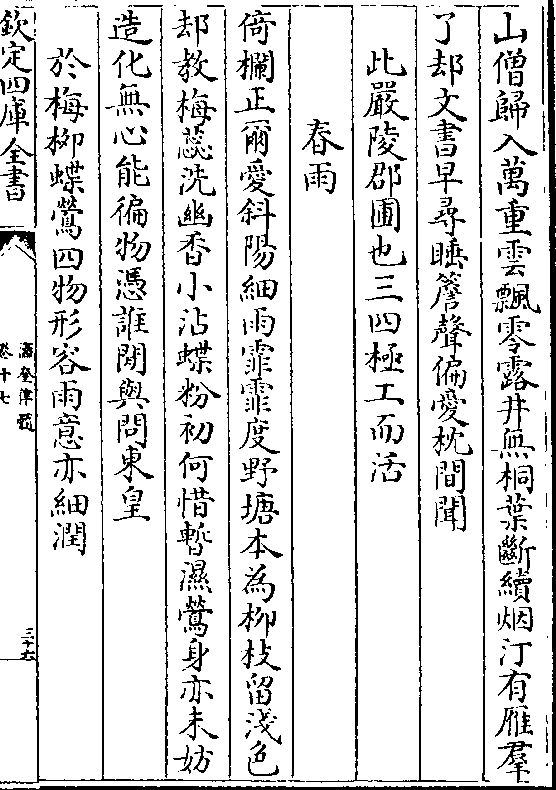 山僧歸入萬重雲飄零露井無桐葉斷續烟汀有雁羣
了却文書早尋睡簷聲偏愛枕間聞
此嚴陵郡圃也三四極工而活
春雨
倚欄正爾愛斜陽細雨霏霏度野塘本為柳枝留淺色
却教梅蘂洗幽香小沾蝶粉初何惜暫濕鶯身亦未妨
造化無心能徧物憑誰閒與問東皇
於梅柳蝶鶯四物形容雨意亦細潤
欽定四庫全書
瀛奎律髓
卷十七
三十六